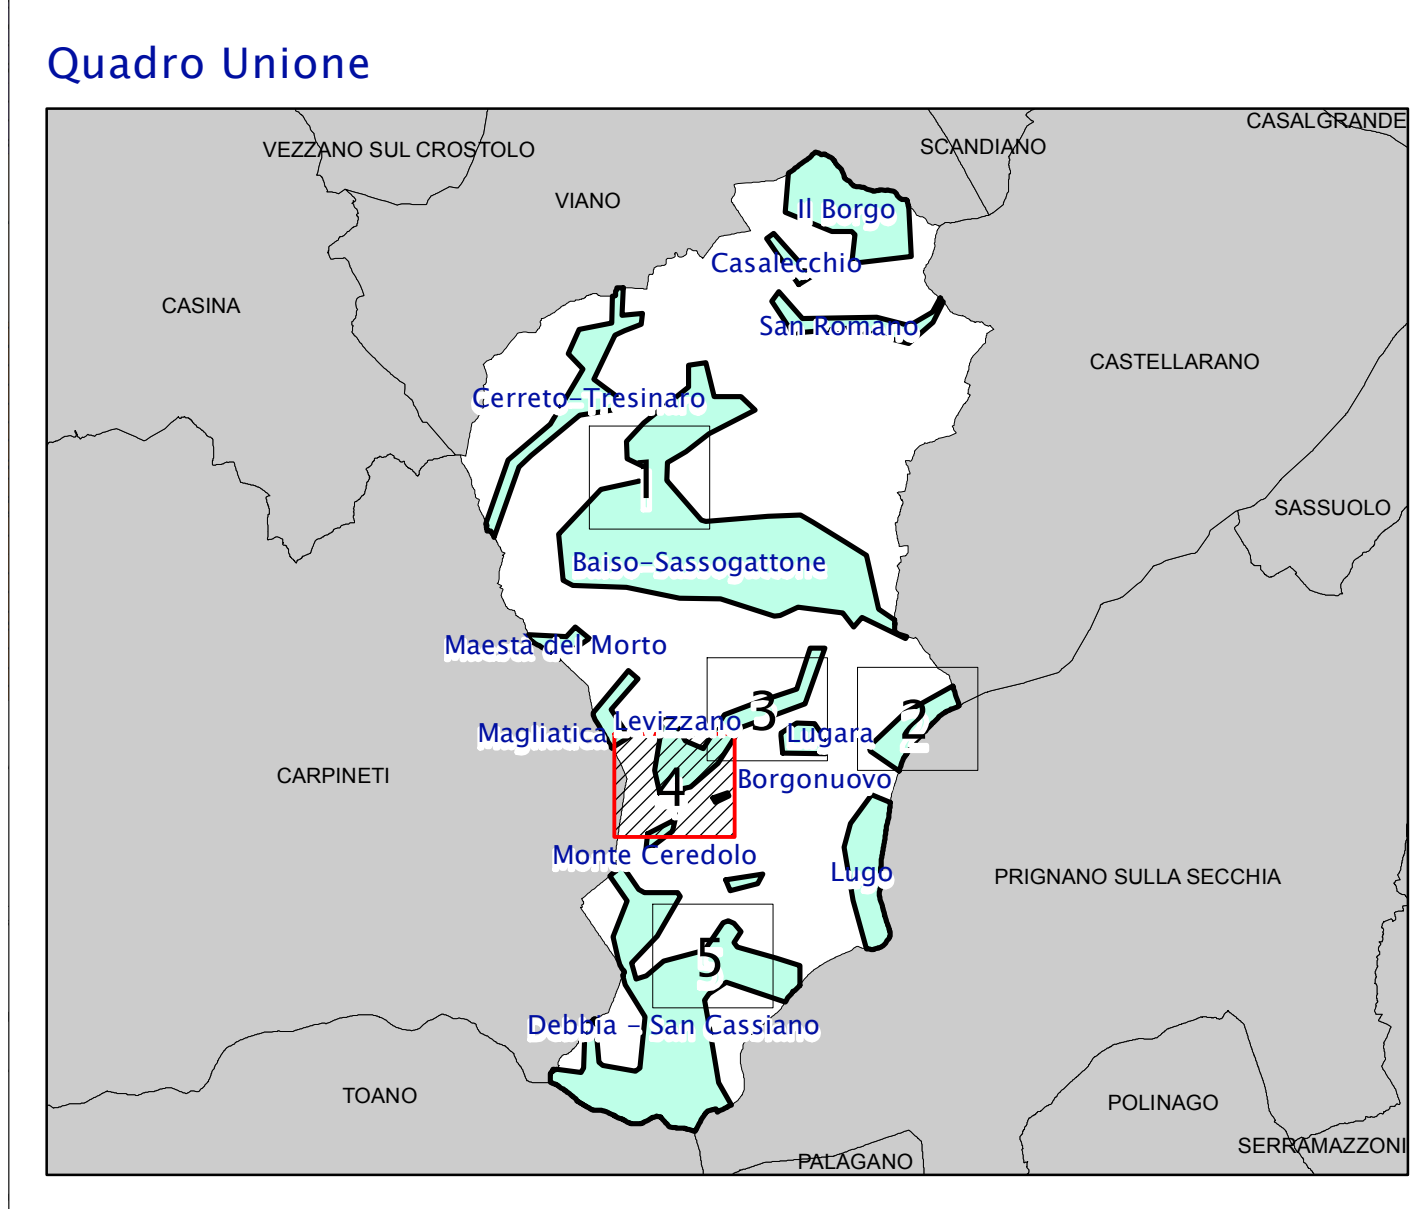 Quadro Unione
CASALGRANDE
VEZZANO SUL CROSTOLO
SCANDIANO
VIANO
Il Borgo
Casalecchio
CASINA
San Romano
CASTELLARANO
Cerreto-Tresinaro
1
SASSUOLO
Baiso-Sassogattone
Maestà del Morto
3
2
Levizzano
Magliatica
Lugara
CARPINETI
Borgonuovo
4
Monte Ceredolo
Lugo
PRIGNANO SULLA SECCHIA
5
Debbia - San Cassiano
TOANO
POLINAGO
SERRAMAZZONI
PALAGANO